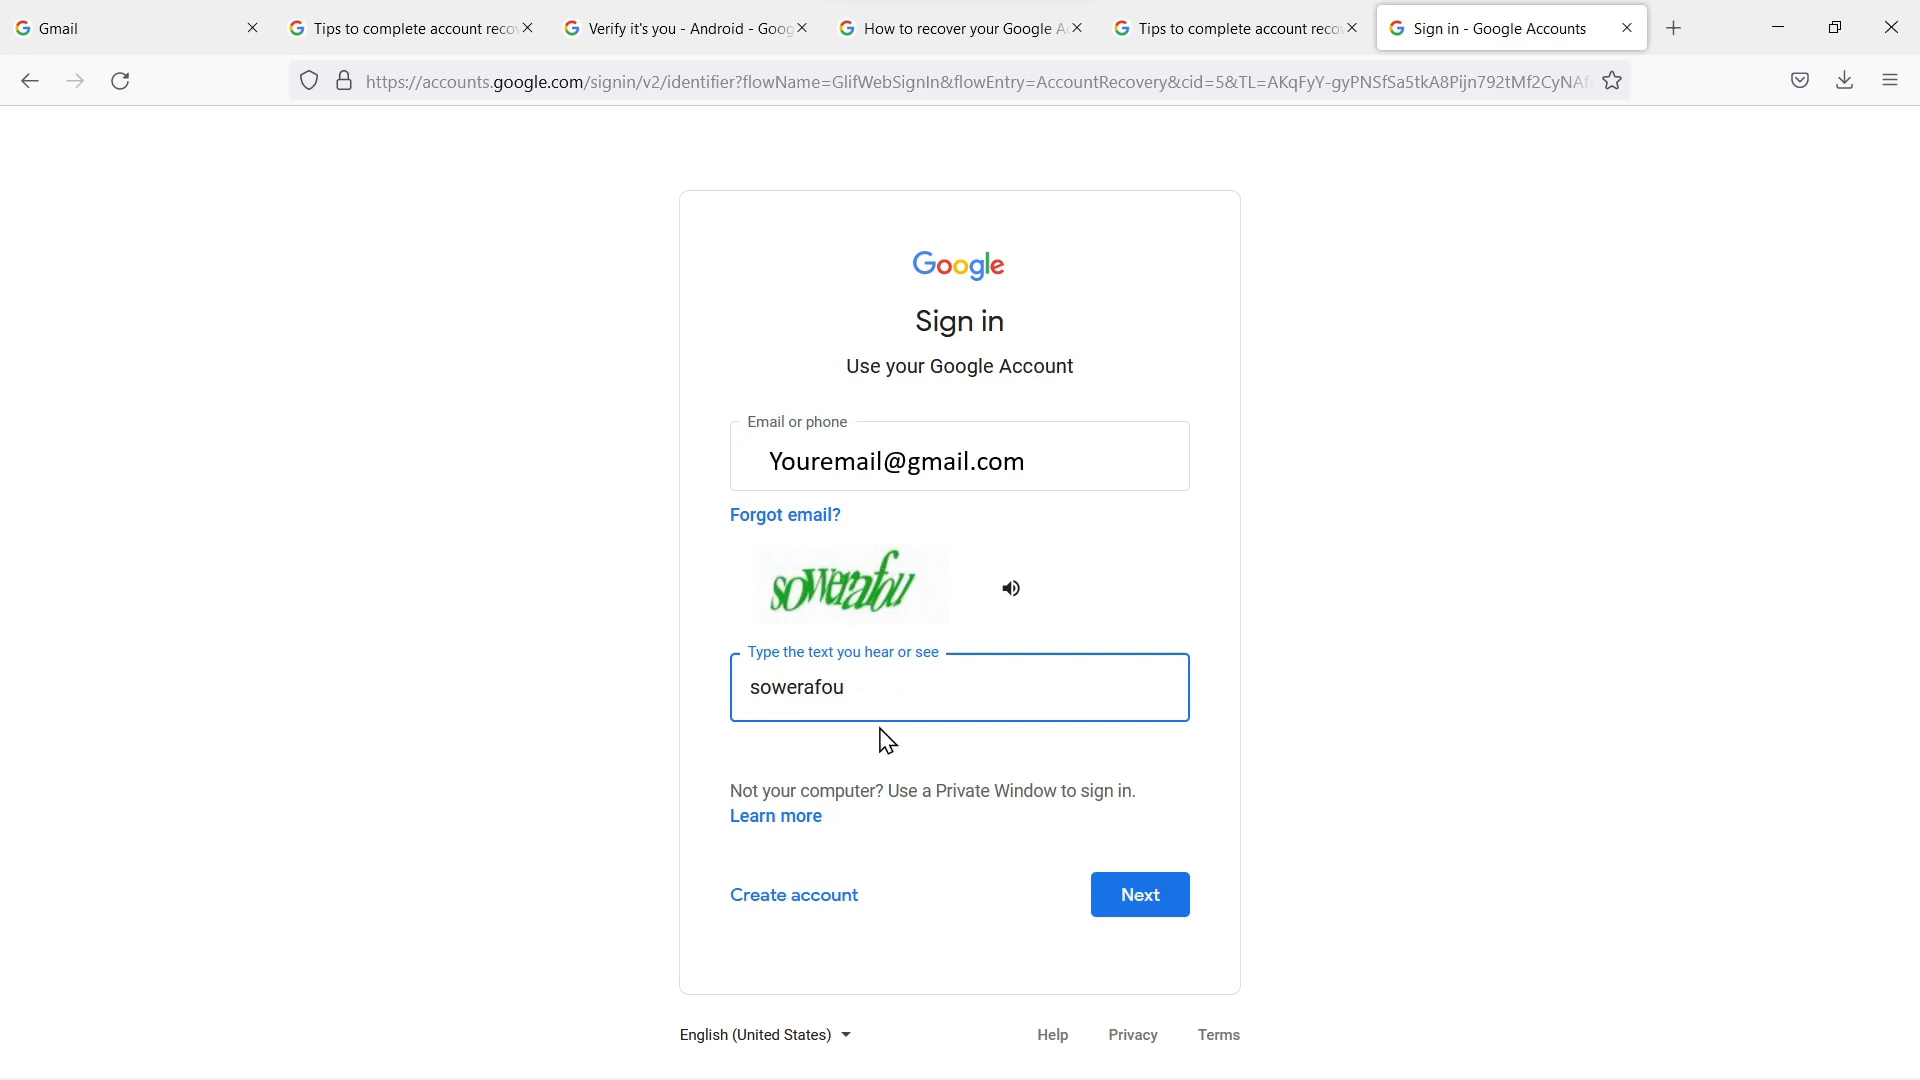 Gmail
Tips to complete account reco
Verify it's you - Android - Goog
How to recover your Google A
Tips to complete account reco
Sign in - Google Accounts
https://accounts.google.com/signin/v2/identifier?flowName=GlifWebSignIn&flowEntry=AccountRecovery&cid=5&TL=AKqFyY-gyPNSfSa5tkA8Pijn792tMf2CyNAf
Google
Sign in
Use your Google Account
Email or phone
Youremail@gmail.com
Forgot email?
sowerafou
Type the text you hear or see
sowerafou
Not your computer? Use a Private Window to sign in.
Learn more
Create account
Next
English (United States)
Help
Privacy
Terms